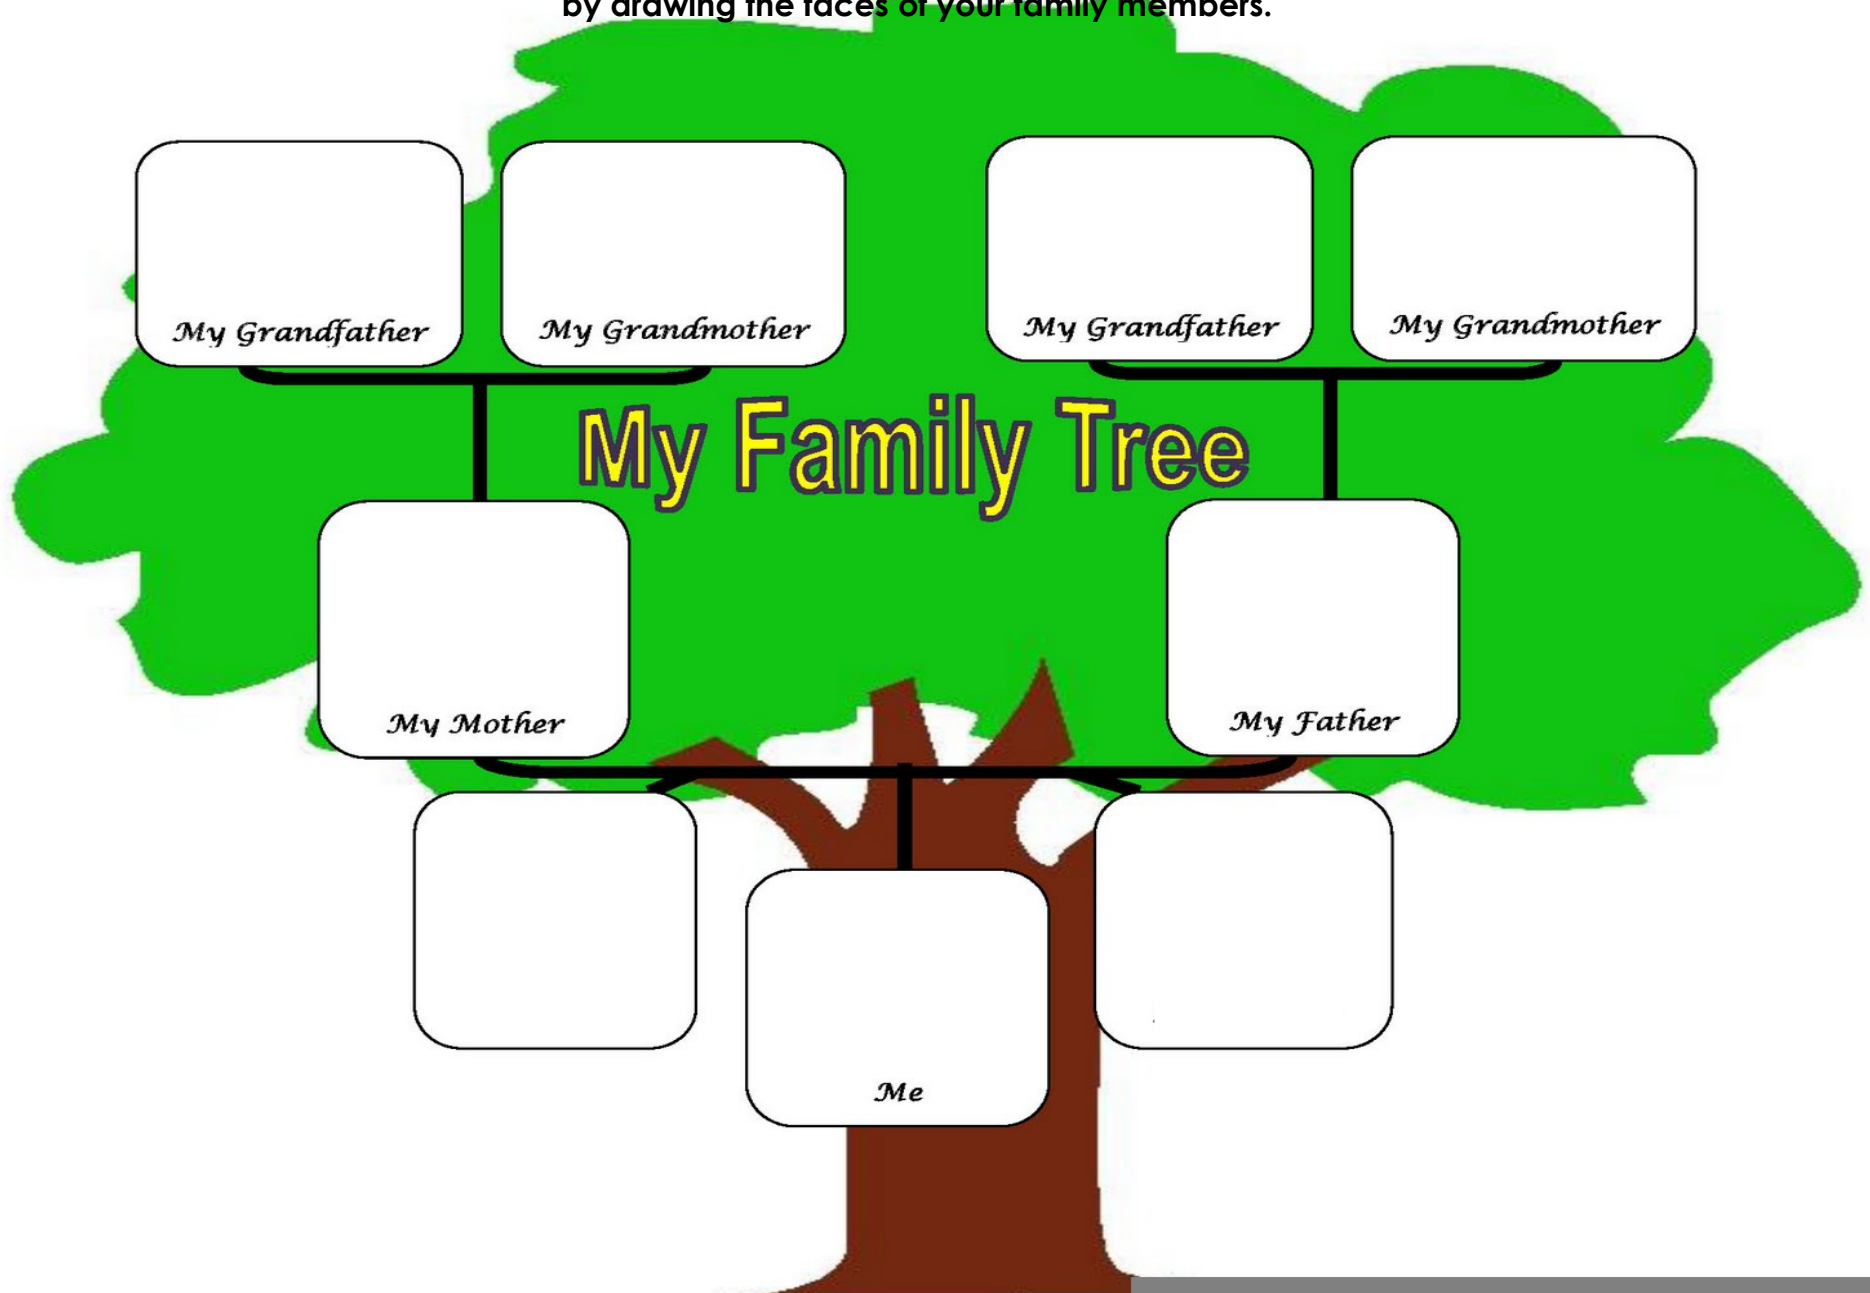 by drawing the faces of your family members.
My Grandfather
My Grandmother
My Grandfather
My Grandmother
My Family Tree
My Mother
My Father
Me